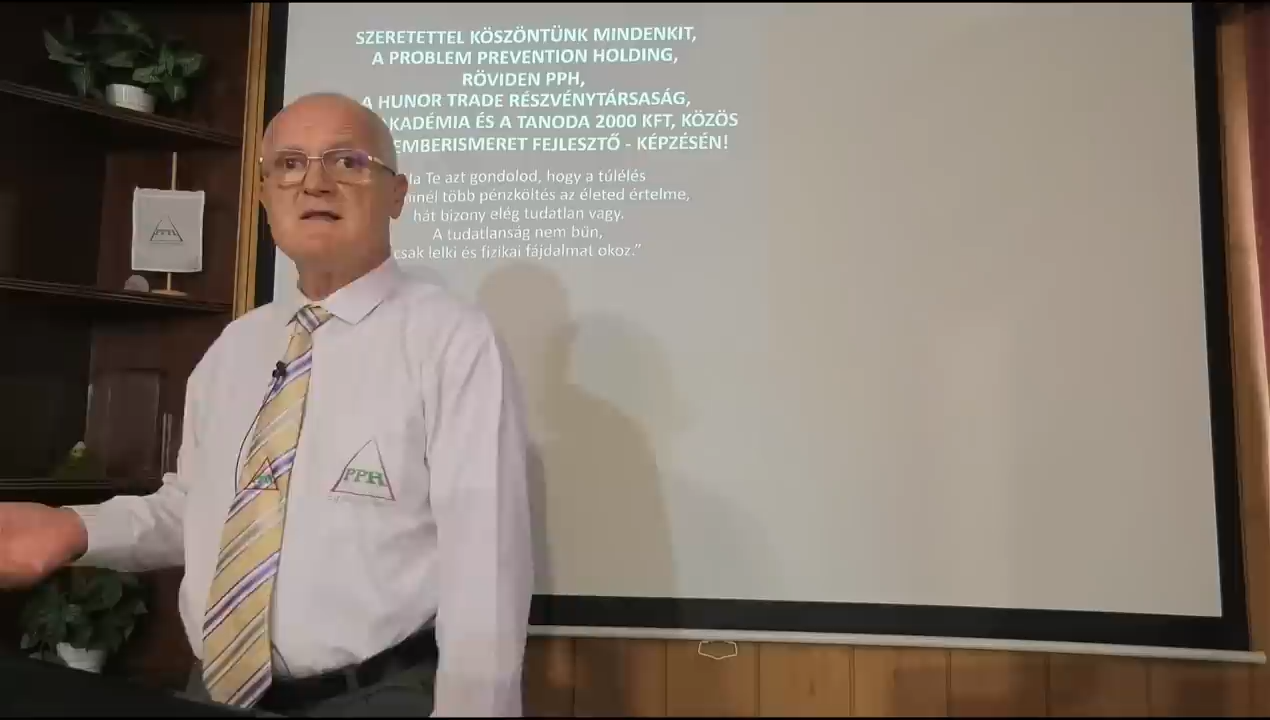 SZERETETTEL KÖSZÖNTÜNK MINDENKIT,
A PROBLEM PREVENTION HOLDING,
RÖVIDEN PPH,
A HUNOR TRADE RÉSZVÉNYTÁRSASÁG,
KADÉMIA ÉS A TANODA 2000 KFT, KÖZÖS
EMBERISMERET FEJLESZTŐ - KÉPZÉSÉN!
Te azt gondolod, hogy a túlélés
több pénzköltés az életed értelme,
hát bizony elég tudatlan vagy.
A tudatlanság nem bűn,
csak lelki és fizikai fájdalmat okoz.”
PPH